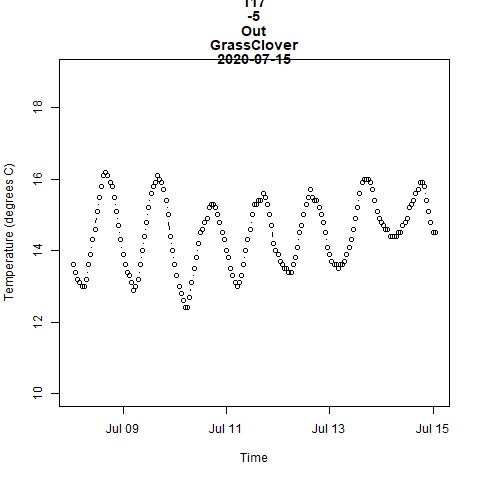 117
-5
Out
GrassClover
2020-07-15
Temperature (degrees C)
18
16
14
12
10
Jul 09
Jul 11
Jul 13
Jul 15
Time